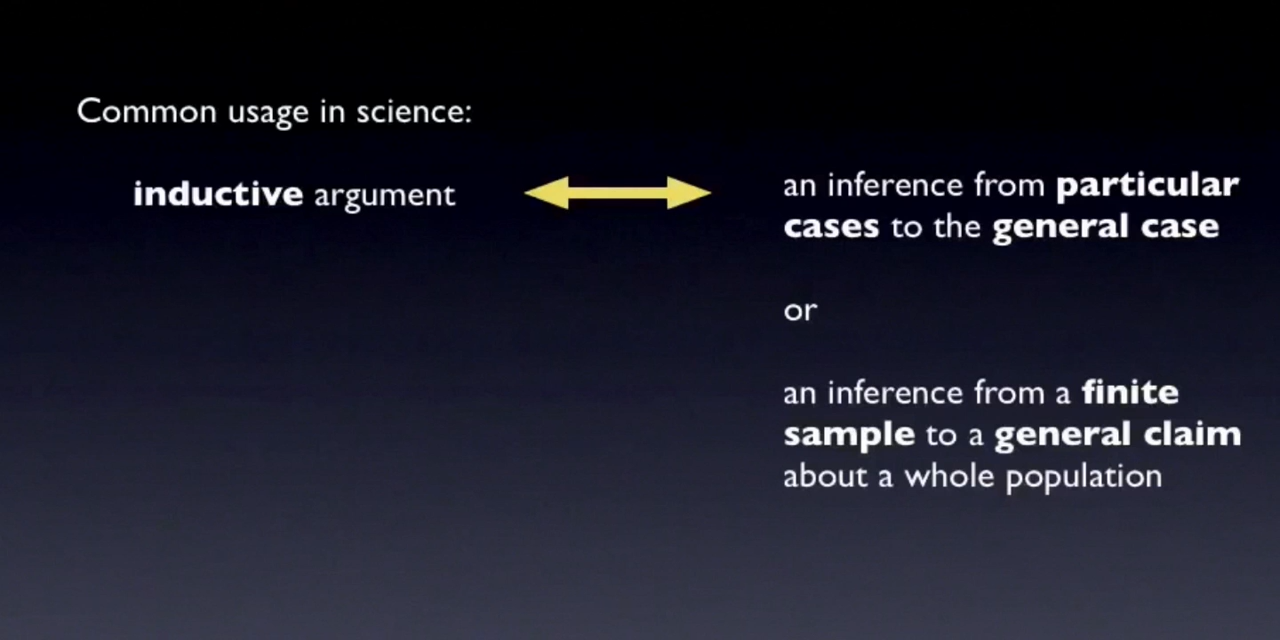 Common usage in science:
inductive argument
an inference from particular
cases to the general case
or
an inference from a finite
sample to a general claim
about a whole population